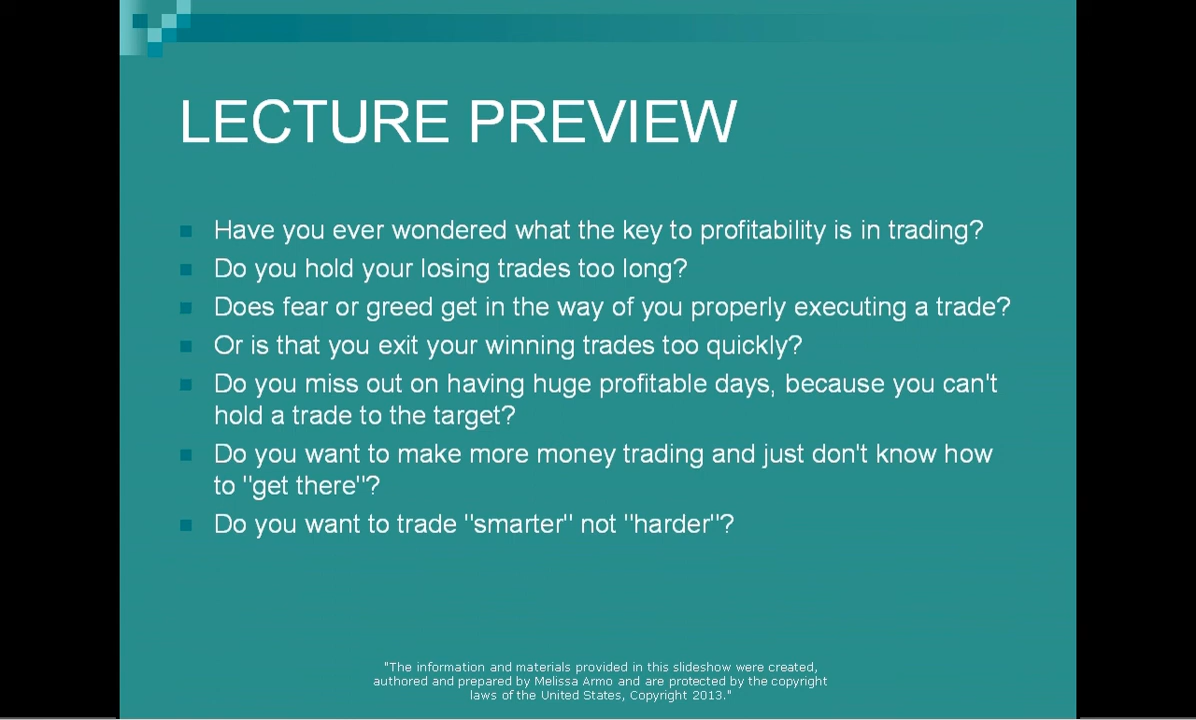 LECTURE PREVIEW
Have you ever wondered what the key to profitability is in trading?
Do you hold your losing trades too long?
Does fear or greed get in the way of you properly executing a trade?
Or is that you exit your winning trades too quickly?
Do you miss out on having huge profitable days, because you can't
hold a trade to the target?
Do you want to make more money trading and just don't know how
to "get there"?
Do you want to trade "smarter" not "harder"?
"The information and materials provided in this slideshow were created,
authored and prepared by Melissa Armo and are protected by the copyright
laws of the United States, Copyright 2013."